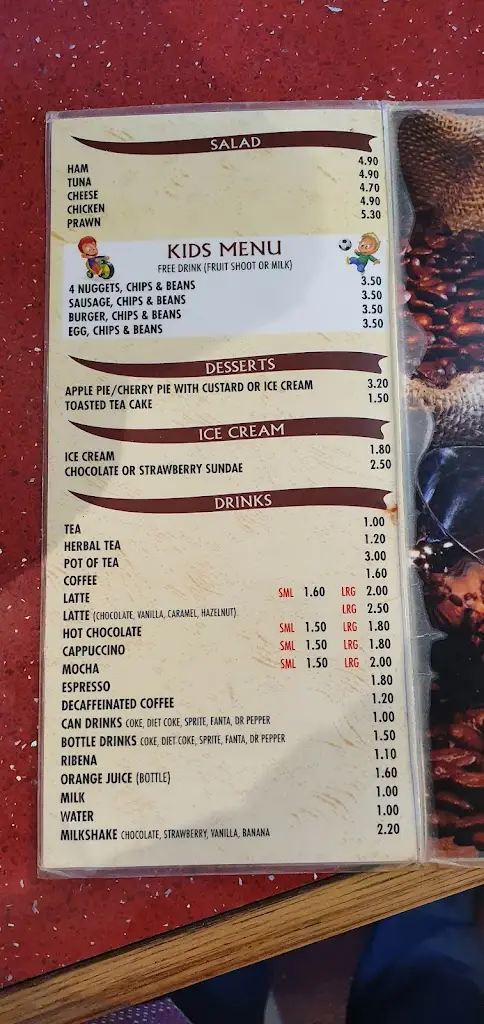 SALAD
HAM 4.90
TUNA 4.90
CHEESE 4.70
CHICKEN 4.90
PRAWN 5.30
KIDS MENU
FREE DRINK (FRUIT SHOOT OR MILK)
4 NUGGETS, CHIPS & BEANS 3.50
SAUSAGE, CHIPS & BEANS 3.50
BURGER, CHIPS & BEANS 3.50
EGG, CHIPS & BEANS 3.50
DESSERTS
APPLE PIE/CHERRY PIE WITH CUSTARD OR ICE CREAM 3.20
TOASTED TEA CAKE 1.50
ICE CREAM
ICE CREAM 1.80
CHOCOLATE OR STRAWBERRY SUNDAE 2.50
DRINKS
TEA 1.00
HERBAL TEA 1.20
POT OF TEA 3.00
COFFEE 1.60
LATTE SML 1.60 LRG 2.00
LATTE (CHOCOLATE, VANILLA, CARAMEL, HAZELNUT) LRG 2.50
HOT CHOCOLATE SML 1.50 LRG 1.80
CAPPUCCINO SML 1.50 LRG 1.80
MOCHA SML 1.50 LRG 2.00
ESPRESSO 1.80
DECAFFEINATED COFFEE 1.20
CAN DRINKS COKE, DIET COKE, SPRITE, FANTA, DR PEPPER 1.00
BOTTLE DRINKS COKE, DIET COKE, SPRITE, FANTA, DR PEPPER 1.50
RIBENA 1.10
ORANGE JUICE (BOTTLE) 1.60
MILK 1.00
WATER 1.00
MILKSHAKE CHOCOLATE, STRAWBERRY, VANILLA, BANANA 2.20